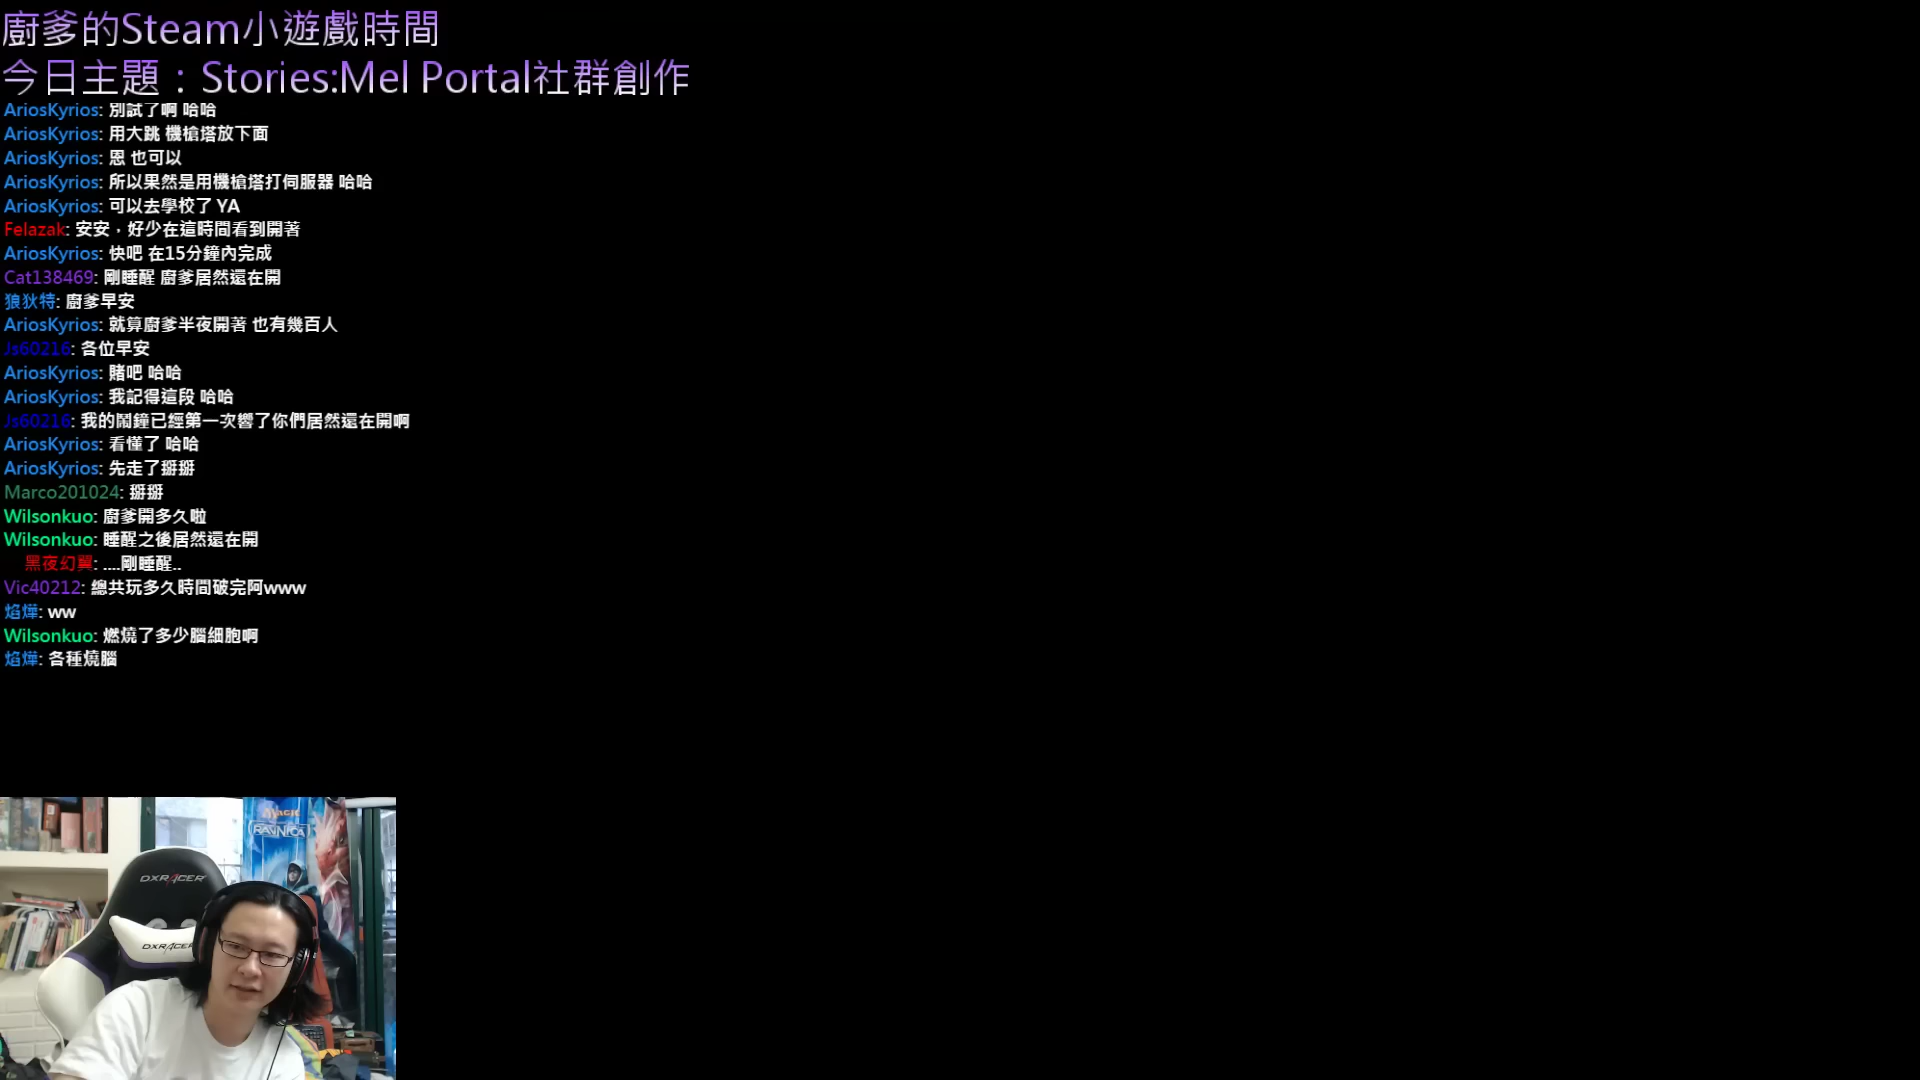 廚爹的Steam小遊戲時間
今日主題：Stories:Mel Portal社群創作
AriosKyrios: 別試了啊 哈哈
AriosKyrios: 用大跳 機槍塔放下面
AriosKyrios: 恩 也可以
AriosKyrios: 所以果然是用機槍塔打伺服器 哈哈
AriosKyrios: 可以去學校了 YA
Felazak: 安安，好少在這時間看到開著
AriosKyrios: 快吧 在15分鐘內完成
Cat138469: 剛睡醒 廚爹居然還在開
狼狄特: 廚爹早安
AriosKyrios: 就算廚爹半夜開著 也有幾百人
Js60216: 各位早安
AriosKyrios: 賭吧 哈哈
AriosKyrios: 我記得這段 哈哈
Js60216: 我的鬧鐘已經第一次響了你們居然還在開啊
AriosKyrios: 看懂了 哈哈
AriosKyrios: 先走了掰掰
Marco201024: 掰掰
Wilsonkuo: 廚爹開多久啦
Wilsonkuo: 睡醒之後居然還在開
黑夜幻翼: ....剛睡醒..
Vic40212: 總共玩多久時間破完阿www
焰燁: ww
Wilsonkuo: 燃燒了多少腦細胞啊
焰燁: 各種燒腦
MAGIC
RAVNICA
DXRACER
DXRACER